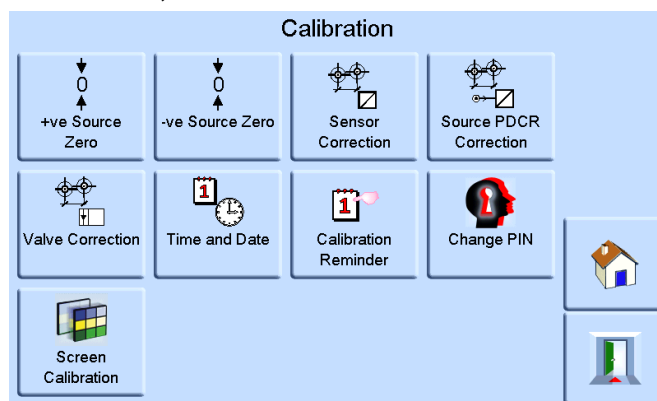 Calibration
0
+ve Source
Zero
0
-ve Source Zero
Sensor
Correction
Source PDCR
Correction
Valve Correction
1
Time and Date
1
Calibration
Reminder
Change PIN
Screen
Calibration